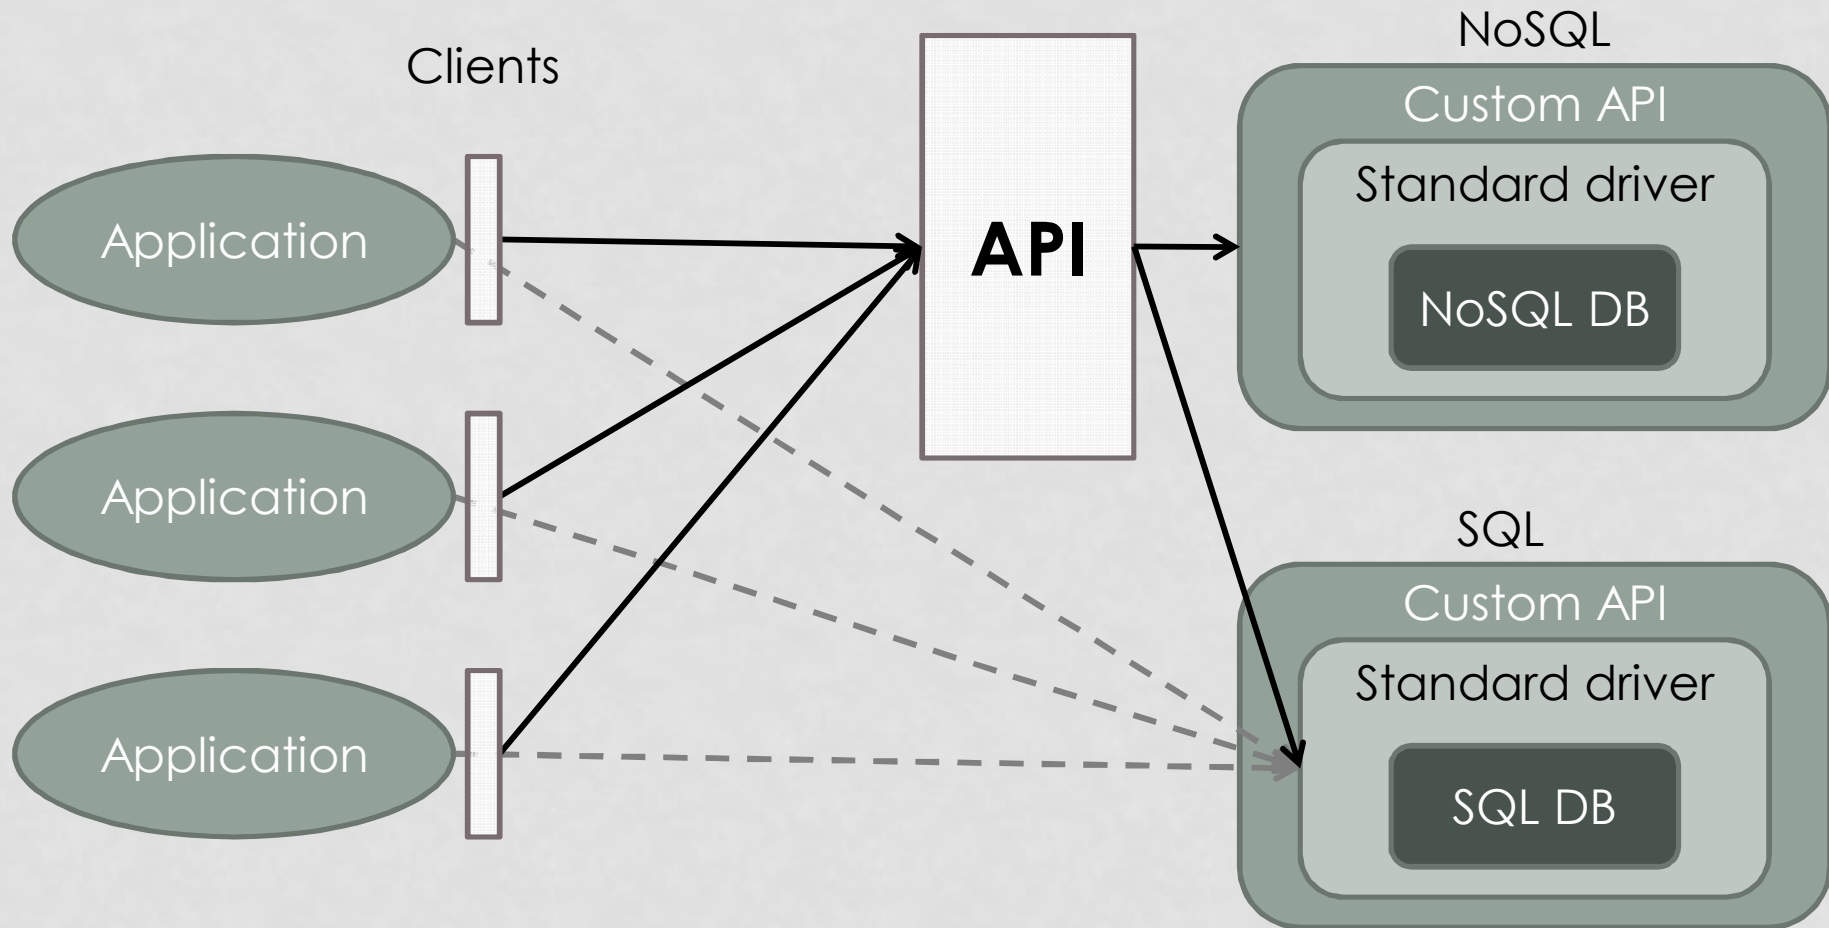 Clients
Application
Application
Application
API
NoSQL
Custom API
Standard driver
NoSQL DB
SQL
Custom API
Standard driver
SQL DB